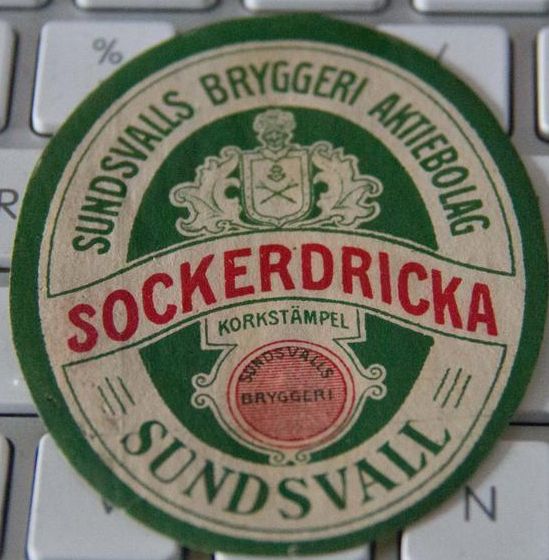 SUNDSVALLS BRYGGERI AKTIEBOLAG
SOCKERDRICKA
KORKSTÄMPEL
SUNDSVALLS
BRYGGERI
SUNDSVALL
%
R
N